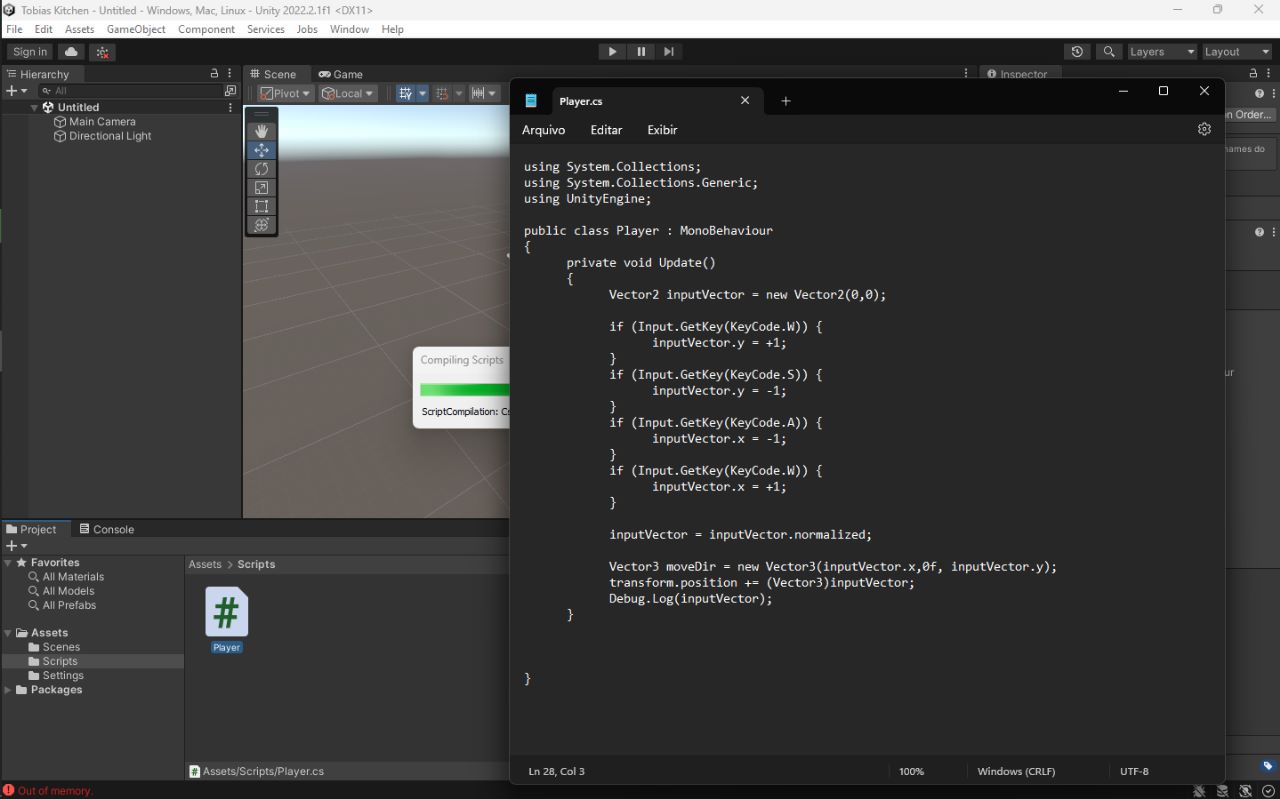 Tobias Kitchen - Untitled - Windows, Mac, Linux - Unity 2022.2.1f1 <DX11>
File Edit Assets GameObject Component Services Jobs Window Help
Sign in Layers Layout
Hierarchy Scene Game Inspector
All Pivot Local
Untitled
Main Camera
Directional Light
n Order...
names do
ur
Compiling Scripts
ScriptCompilation: Cs
Player.cs
Arquivo Editar Exibir
using System.Collections;
using System.Collections.Generic;
using UnityEngine;
public class Player : MonoBehaviour
{
private void Update()
{
Vector2 inputVector = new Vector2(0,0);
if (Input.GetKey(KeyCode.W)) {
inputVector.y = +1;
}
if (Input.GetKey(KeyCode.S)) {
inputVector.y = -1;
}
if (Input.GetKey(KeyCode.A)) {
inputVector.x = -1;
}
if (Input.GetKey(KeyCode.W)) {
inputVector.x = +1;
}
inputVector = inputVector.normalized;
Vector3 moveDir = new Vector3(inputVector.x,0f, inputVector.y);
transform.position += (Vector3)inputVector;
Debug.Log(inputVector);
}
}
Ln 28, Col 3 100% Windows (CRLF) UTF-8
Project Console
Favorites
All Materials
All Models
All Prefabs
Assets
Scenes
Scripts
Settings
Packages
Assets > Scripts
#
Player
Assets/Scripts/Player.cs
Out of memory.